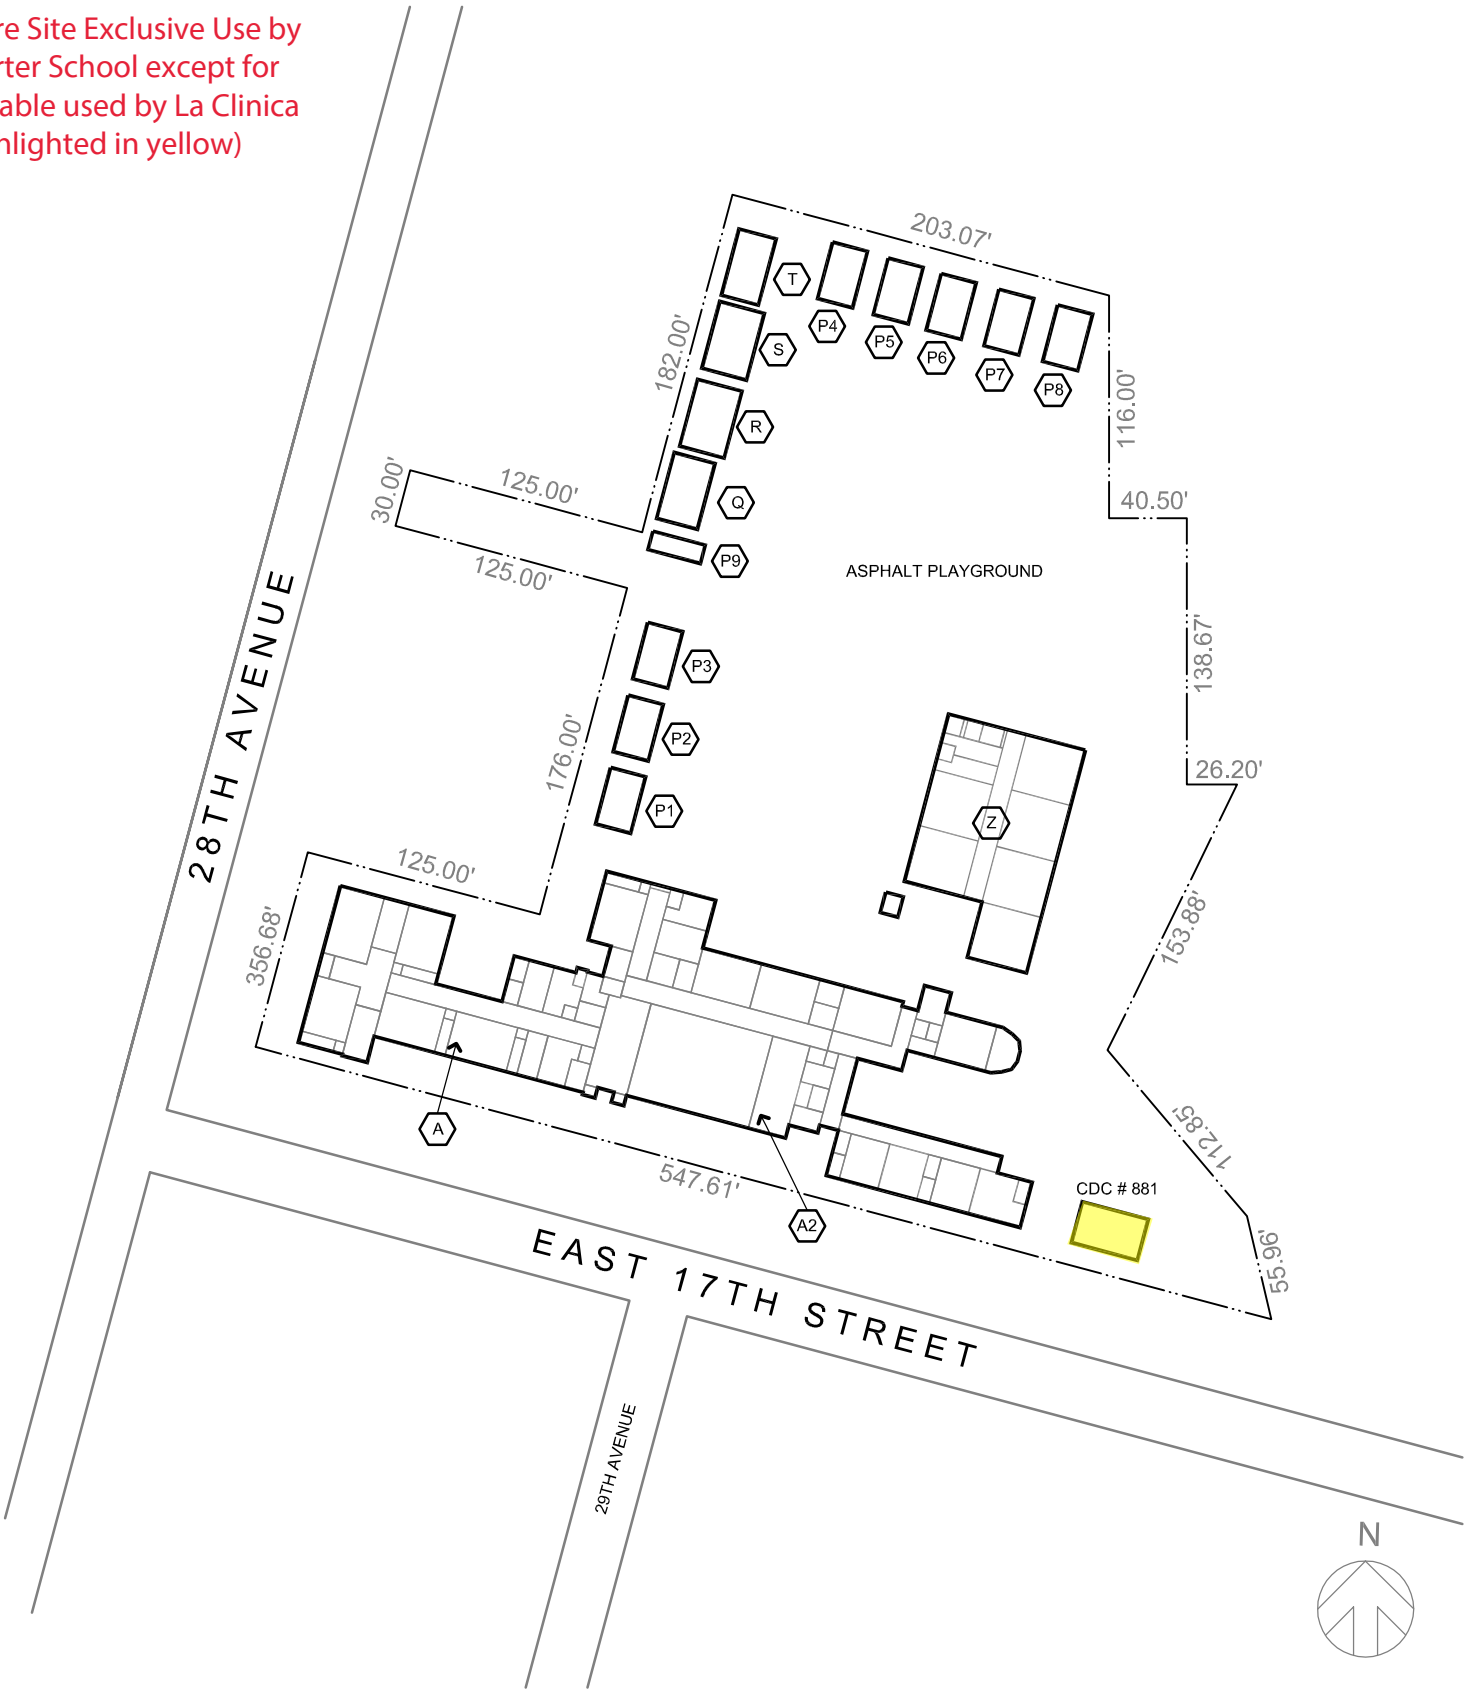 re Site Exclusive Use by
rter School except for
able used by La Clinica
hlighted in yellow)
203.07'
T
P4
P5
P6
P7
P8
S
182.00'
R
116.00'
Q
125.00'
30.00'
40.50'
P9
125.00'
ASPHALT PLAYGROUND
28TH AVENUE
P3
138.67'
P2
176.00'
26.20'
P1
Z
125.00'
356.68'
153.88'
A
112.85'
547.61'
A2
CDC # 881
55.96'
EAST 17TH STREET
29TH AVENUE
N